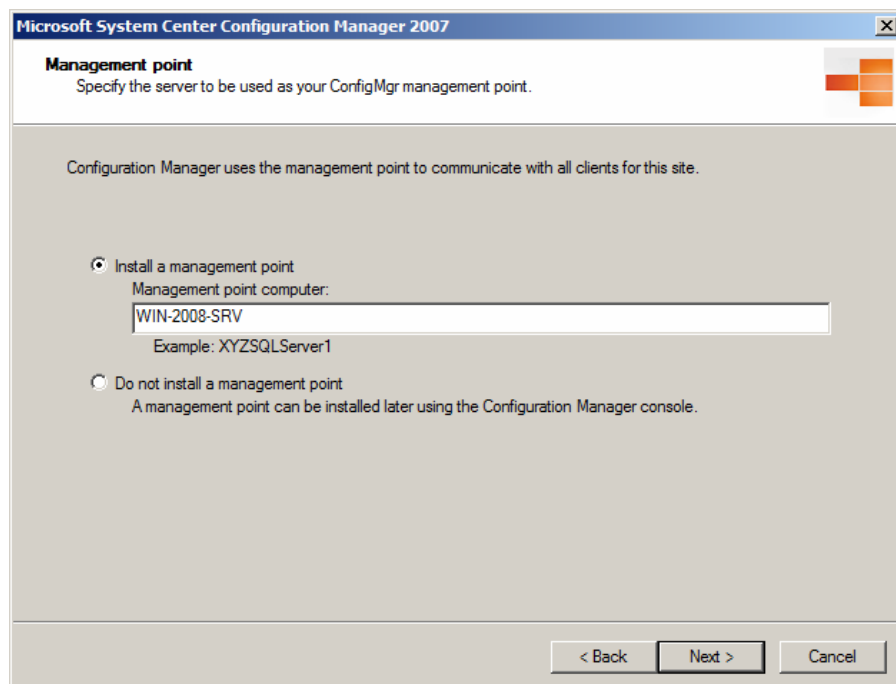 Microsoft System Center Configuration Manager 2007
Management point
Specify the server to be used as your ConfigMgr management point.
Configuration Manager uses the management point to communicate with all clients for this site.
Install a management point
Management point computer:
WIN-2008-SRV
Example: XYZSQLServer1
Do not install a management point
A management point can be installed later using the Configuration Manager console.
< Back Next > Cancel